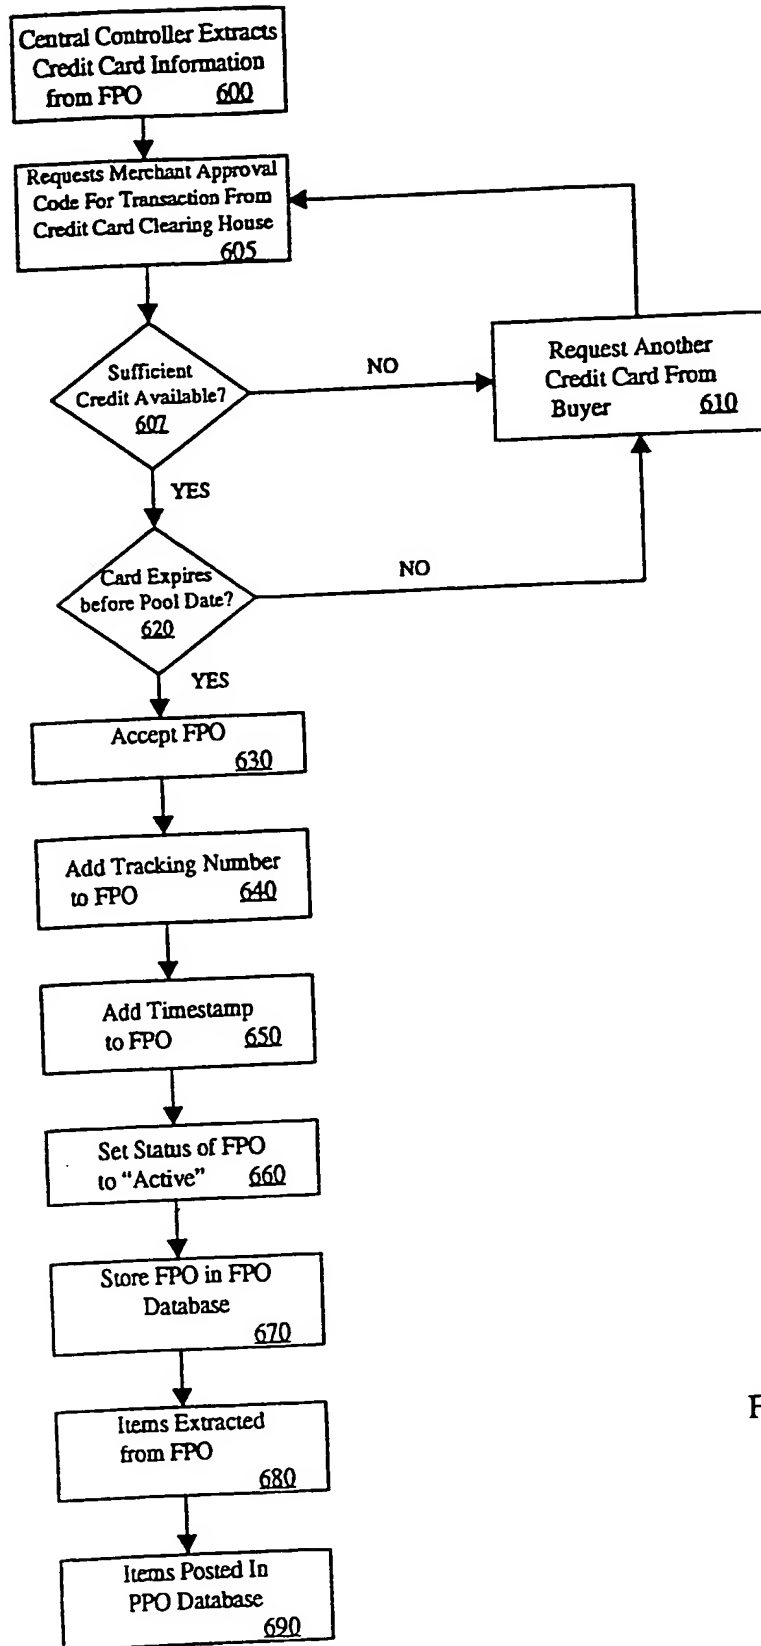 Central Controller Extracts
Credit Card Information
from FPO 600
Requests Merchant Approval
Code For Transaction From
Credit Card Clearing House
605
Sufficient
Credit Available?
607
NO
Request Another
Credit Card From
Buyer 610
YES
Card Expires
before Pool Date?
620
NO
YES
Accept FPO
630
Add Tracking Number
to FPO 640
Add Timestamp
to FPO 650
Set Status of FPO
to “Active” 660
Store FPO in FPO
Database
670
Items Extracted
from FPO
680
Items Posted In
PPO Database
690
F